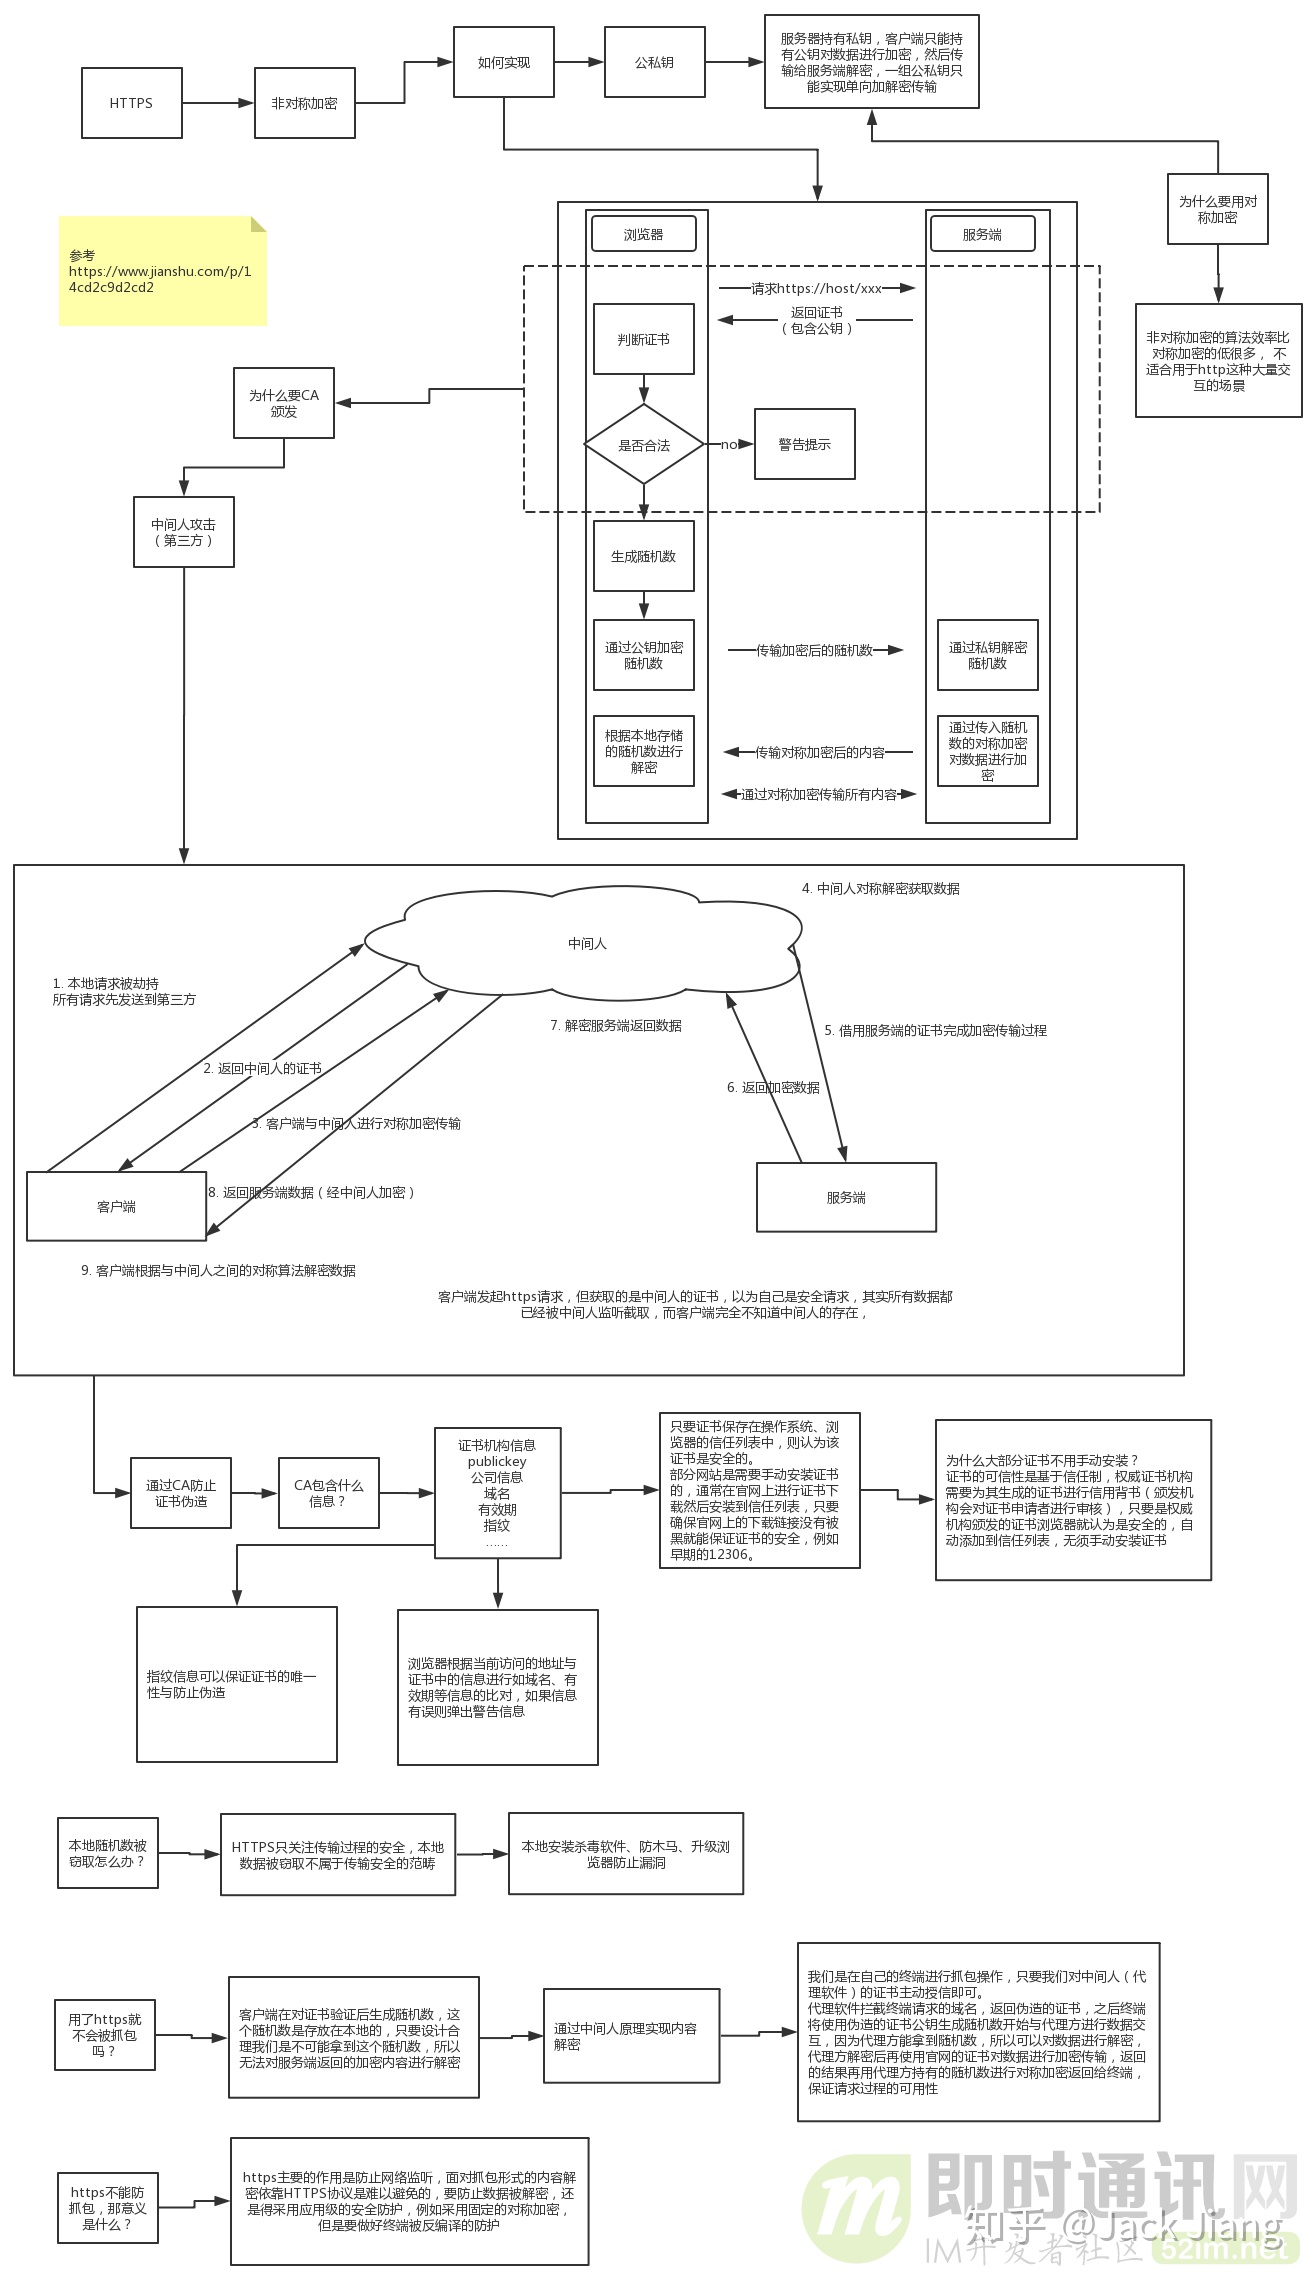 HTTPS
非对称加密
如何实现
公私钥
服务器持有私钥，客户端只能持
有公钥对数据进行加密，然后传
输给服务端解密，一组公私钥只
能实现单向加解密传输
为什么要用对
称加密
非对称加密的算法效率比
对称加密的低很多， 不
适合用于http这种大量交
互的场景
参考
https://www.jianshu.com/p/1
4cd2c9d2cd2
浏览器
服务端
请求https://host/xxx
返回证书
（包含公钥）
判断证书
是否合法
no
警告提示
生成随机数
通过公钥加密
随机数
传输加密后的随机数
通过私钥解密
随机数
根据本地存储
的随机数进行
解密
传输对称加密后的内容
通过传入随机
数的对称加密
对数据进行加
密
通过对称加密传输所有内容
为什么要CA
颁发
中间人攻击
（第三方）
4. 中间人对称解密获取数据
中间人
1. 本地请求被劫持
所有请求先发送到第三方
7. 解密服务端返回数据
5. 借用服务端的证书完成加密传输过程
2. 返回中间人的证书
6. 返回加密数据
3. 客户端与中间人进行对称加密传输
8. 返回服务端数据（经中间人加密）
客户端
服务端
9. 客户端根据与中间人之间的对称算法解密数据
客户端发起https请求，但获取的是中间人的证书，以为自己是安全请求，其实所有数据都
已经被中间人监听截取，而客户端完全不知道中间人的存在，
通过CA防止
证书伪造
CA包含什么
信息？
证书机构信息
publickey
公司信息
域名
有效期
指纹
……
只要证书保存在操作系统、浏
览器的信任列表中，则认为该
证书是安全的。
部分网站是需要手动安装证书
的，通常在官网上进行证书下
载然后安装到信任列表，只要
确保官网上的下载链接没有被
黑就能保证证书的安全，例如
早期的12306。
为什么大部分证书不用手动安装？
证书的可信性是基于信任制，权威证书机构
需要为其生成的证书进行信用背书（颁发机
构会对证书申请者进行审核），只要是权威
机构颁发的证书浏览器就认为是安全的，自
动添加到信任列表，无须手动安装证书
指纹信息可以保证证书的唯一
性与防止伪造
浏览器根据当前访问的地址与
证书中的信息进行如域名、有
效期等信息的比对，如果信息
有误则弹出警告信息
本地随机数被
窃取怎么办？
HTTPS只关注传输过程的安全，本地
数据被窃取不属于传输安全的范畴
本地安装杀毒软件、防木马、升级浏
览器防止漏洞
用了https就
不会被抓包
吗？
客户端在对证书验证后生成随机数，这
个随机数是存放在本地的，只要设计合
理我们是不可能拿到这个随机数，所以
无法对服务端返回的加密内容进行解密
通过中间人原理实现内容
解密
我们是在自己的终端进行抓包操作，只要我们对中间人（代
理软件）的证书主动授信即可。
代理软件拦截终端请求的域名，返回伪造的证书，之后终端
将使用伪造的证书公钥生成随机数开始与代理方进行数据交
互，因为代理方能拿到随机数，所以可以对数据进行解密，
代理方解密后再使用官网的证书对数据进行加密传输，返回
的结果再用代理方持有的随机数进行对称加密返回给终端，
保证请求过程的可用性
https不能防
抓包，那意义
是什么？
https主要的作用是防止网络监听，面对抓包形式的内容解
密依靠HTTPS协议是难以避免的，要防止数据被解密，还
是得采用应用级的安全防护，例如采用固定的对称加密，
但是要做好终端被反编译的防护
m
即时通讯网
知乎 @Jack Jiang
IM开发者社区
52im.net